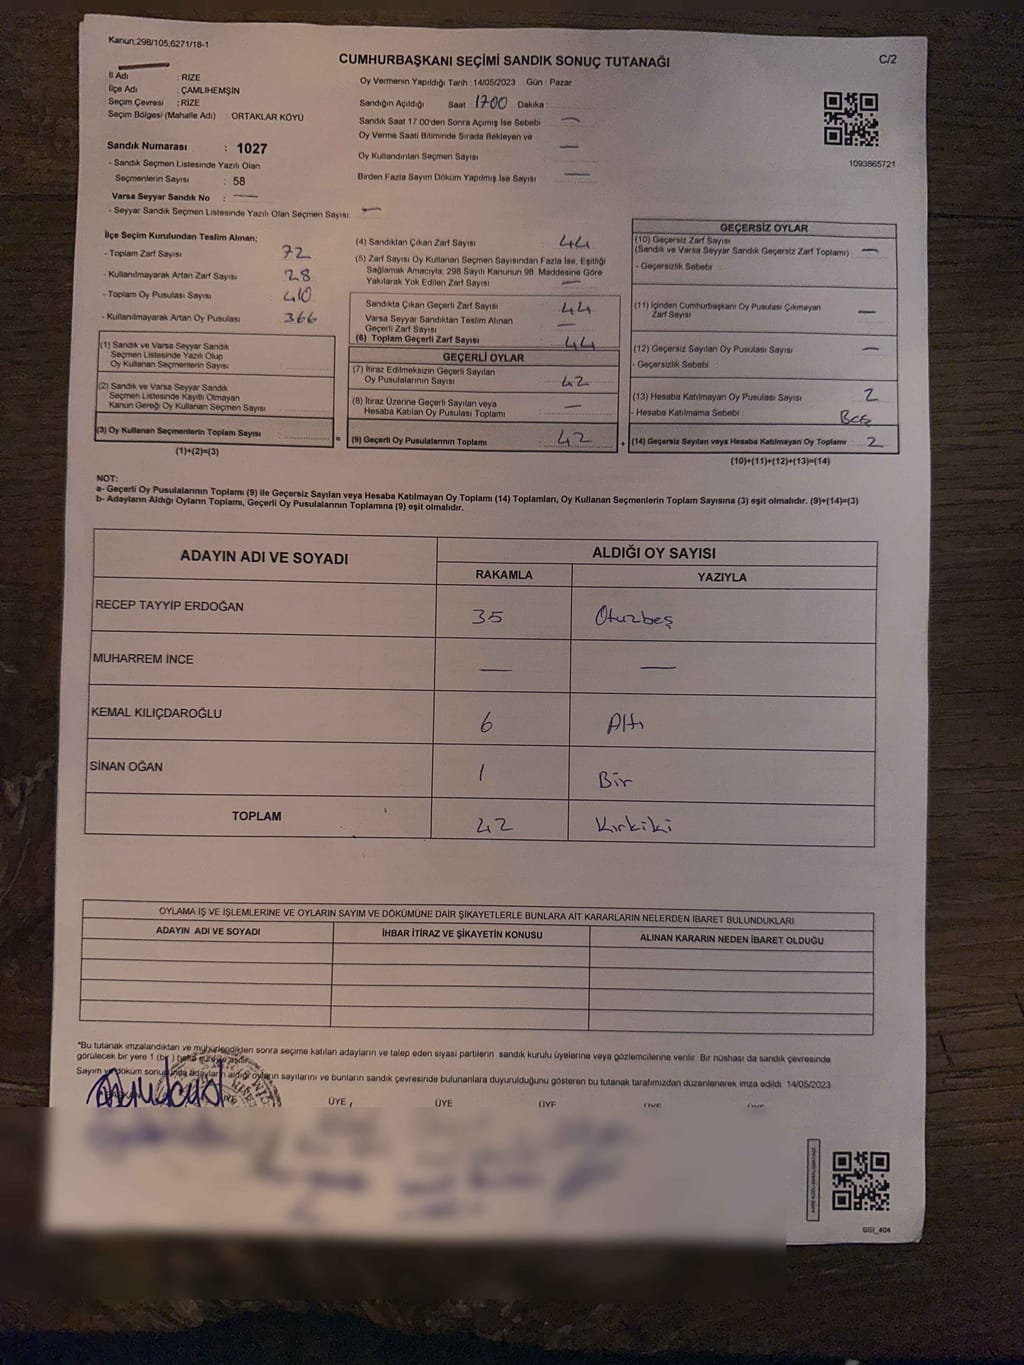 Kanun:298/105,6271/18-1
CUMHURBAŞKANI SEÇİMİ SANDIK SONUÇ TUTANAĞI
C/2
İl Adı : RİZE
İlçe Adı : ÇAMLIHEMŞİN
Seçim Çevresi : RİZE
Seçim Bölgesi (Mahalle Adı) : ORTAKLAR KÖYÜ
Sandık Numarası : 1027
- Sandık Seçmen Listesinde Yazılı Olan
Seçmenlerin Sayısı : 58
Varsa Seyyar Sandık No : —
- Seyyar Sandık Seçmen Listesinde Yazılı Olan Seçmen Sayısı: —
Oy Vermenin Yapıldığı Tarih : 14/05/2023 Gün : Pazar
Sandığın Açıldığı Saat : 1700 Dakika :
Sandık Saat 17.00'den Sonra Açımış İse Sebebi : —
Oy Verme Saati Bitiminde Sırada Bekleyen ve
Oy Kullandırılan Seçmen Sayısı —
Birden Fazla Sayım Döküm Yapılmış İse Sayısı : —
1093865721
İlçe Seçim Kurulundan Teslim Alınan;
- Toplam Zarf Sayısı : 72
- Kullanılmayarak Artan Zarf Sayısı : 28
- Toplam Oy Pusulası Sayısı : 410
- Kullanılmayarak Artan Oy Pusulası : 366
(1) Sandık ve Varsa Seyyar Sandık
Seçmen Listesinde Yazılı Olup
Oy Kullanan Seçmenlerin Sayısı :
(2) Sandık ve Varsa Seyyar Sandık
Seçmen Listesinde Kayıtlı Olmayan
Kanun Gereği Oy Kullanan Seçmen Sayısı :
(3) Oy Kullanan Seçmenlerin Toplam Sayısı :
(1)+(2)=(3)
(4) Sandıktan Çıkan Zarf Sayısı : 44
(5) Zarf Sayısı Oy Kullanan Seçmen Sayısından Fazla İse, Eşitliği
Sağlamak Amacıyla, 298 Sayılı Kanunun 98. Maddesine Göre
Yakılarak Yok Edilen Zarf Sayısı : —
Sandıkta Çıkan Geçerli Zarf Sayısı : 44
Varsa Seyyar Sandıktan Teslim Alınan
Geçerli Zarf Sayısı : —
(6) Toplam Geçerli Zarf Sayısı : 44
GEÇERLİ OYLAR
(7) İtiraz Edilmeksizin Geçerli Sayılan
Oy Pusulalarının Sayısı : 42
(8) İtiraz Üzerine Geçerli Sayılan veya
Hesaba Katılan Oy Pusulası Toplamı : —
= (9) Geçerli Oy Pusulalarının Toplamı : 42 +
GEÇERSİZ OYLAR
(10) Geçersiz Zarf Sayısı
(Sandık ve Varsa Seyyar Sandık Geçersiz Zarf Toplamı) : —
- Geçersizlik Sebebi :
(11) İçinden Cumhurbaşkanı Oy Pusulası Çıkmayan
Zarf Sayısı : —
(12) Geçersiz Sayılan Oy Pusulası Sayısı : —
- Geçersizlik Sebebi :
(13) Hesaba Katılmayan Oy Pusulası Sayısı : 2
- Hesaba Katılmama Sebebi : Boş
(14) Geçersiz Sayılan veya Hesaba Katılmayan Oy Toplamı : 2
(10)+(11)+(12)+(13)=(14)
NOT:
a- Geçerli Oy Pusulalarının Toplamı (9) ile Geçersiz Sayılan veya Hesaba Katılmayan Oy Toplamı (14) Toplamları, Oy Kullanan Seçmenlerin Toplam Sayısına (3) eşit olmalıdır. (9)+(14)=(3)
b- Adayların Aldığı Oyların Toplamı, Geçerli Oy Pusulalarının Toplamına (9) eşit olmalıdır.
ADAYIN ADI VE SOYADI ALDIĞI OY SAYISI
RAKAMLA YAZIYLA
RECEP TAYYİP ERDOĞAN 35 Otuzbeş
MUHARREM İNCE — —
KEMAL KILIÇDAROĞLU 6 Altı
SİNAN OĞAN 1 Bir
TOPLAM 42 Kırkiki
OYLAMA İŞ VE İŞLEMLERİNE VE OYLARIN SAYIM VE DÖKÜMÜNE DAİR ŞİKAYETLERLE BUNLARA AİT KARARLARIN NELERDEN İBARET BULUNDUKLARI
ADAYIN ADI VE SOYADI İHBAR İTİRAZ VE ŞİKAYETİN KONUSU ALINAN KARARIN NEDEN İBARET OLDUĞU
*Bu tutanak imzalandıktan ve mühürlendikten sonra seçime katılan adayların ve talep eden siyasi partilerin sandık kurulu üyelerine veya gözlemcilerine verilir. Bir nüshası da sandık çevresinde
görülecek bir yere 1 (bir) hafta süreyle asılır.
Sayım ve döküm sonucunda adayların aldığı oyların sayılarını ve bunların sandık çevresinde bulunanlara duyurulduğunu gösteren bu tutanak tarafımızdan düzenlenerek imza edildi. 14/05/2023
ÜYE ÜYE ÜYE ÜYE ÜYE ÜYE
GGI_404